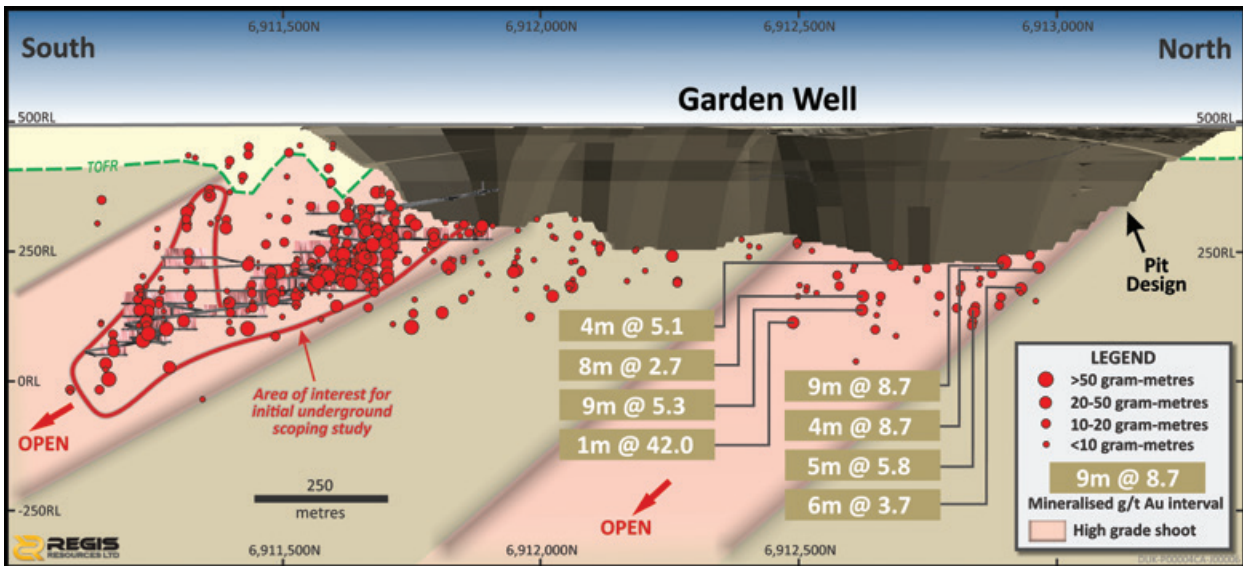 6,911,500N
6,912,000N
6,912,500N
6,913,000N
South
North
Garden Well
500RL
500RL
TOFR
250RL
250RL
Pit
Design
4m @ 5.1
8m @ 2.7
9m @ 5.3
1m @ 42.0
9m @ 8.7
4m @ 8.7
5m @ 5.8
6m @ 3.7
0RL
Area of interest for
initial underground
scoping study
OPEN
250
metres
OPEN
-250RL
LEGEND
>50 gram-metres
20-50 gram-metres
10-20 gram-metres
<10 gram-metres
9m @ 8.7
Mineralised g/t Au interval
High grade shoot
REGIS
RESOURCES LTD
6,911,500N
6,912,000N
6,912,500N